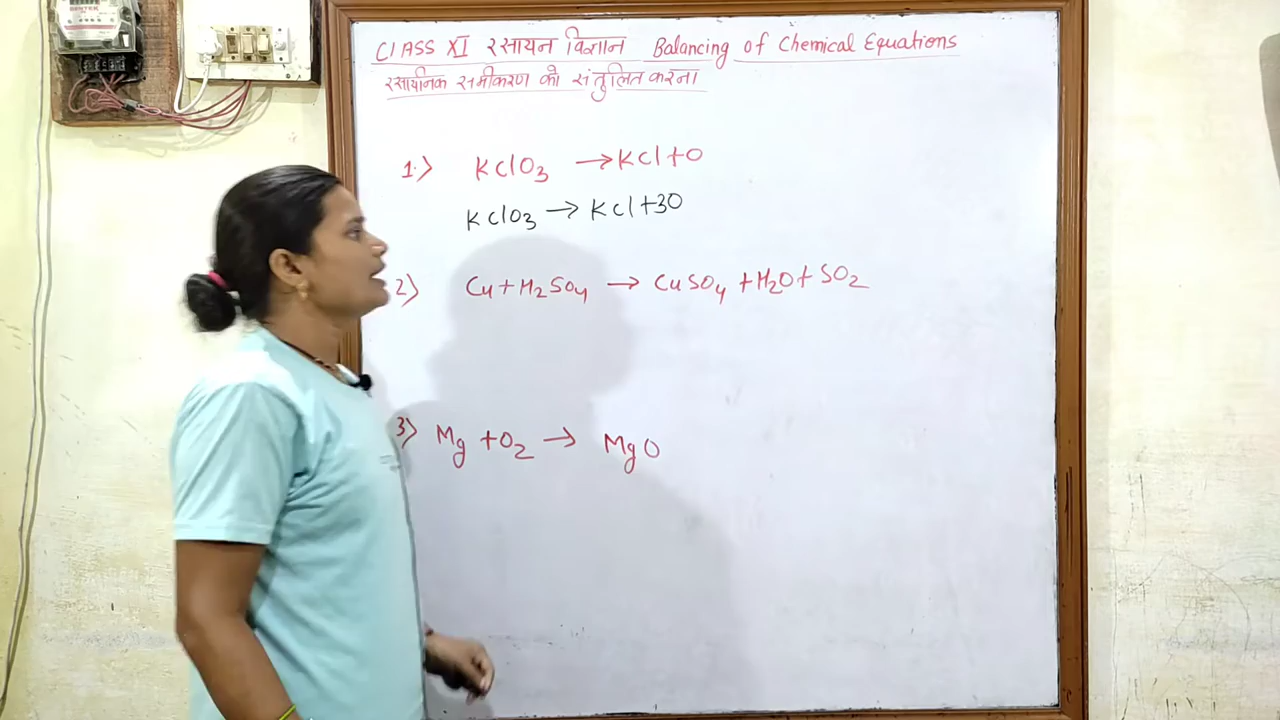 CLASS XI रसायन विज्ञान Balancing of Chemical Equations
रसायनिक समीकरण को संतुलित करना
1.) KClO3 → KCl + O
KClO3 → KCl + 3O
2) Cu + H2SO4 → CuSO4 + H2O + SO2
3) Mg + O2 → MgO